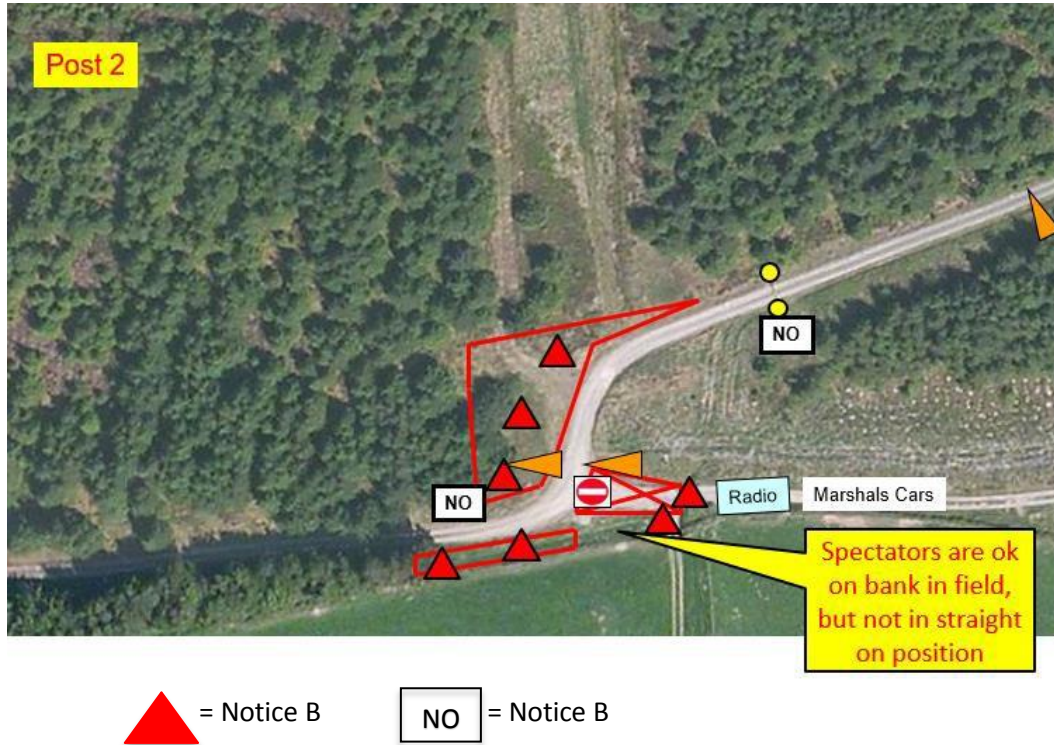 Post 2
NO
NO
Radio
Marshals Cars
Spectators are ok
on bank in field,
but not in straight
on position
= Notice B
NO
= Notice B